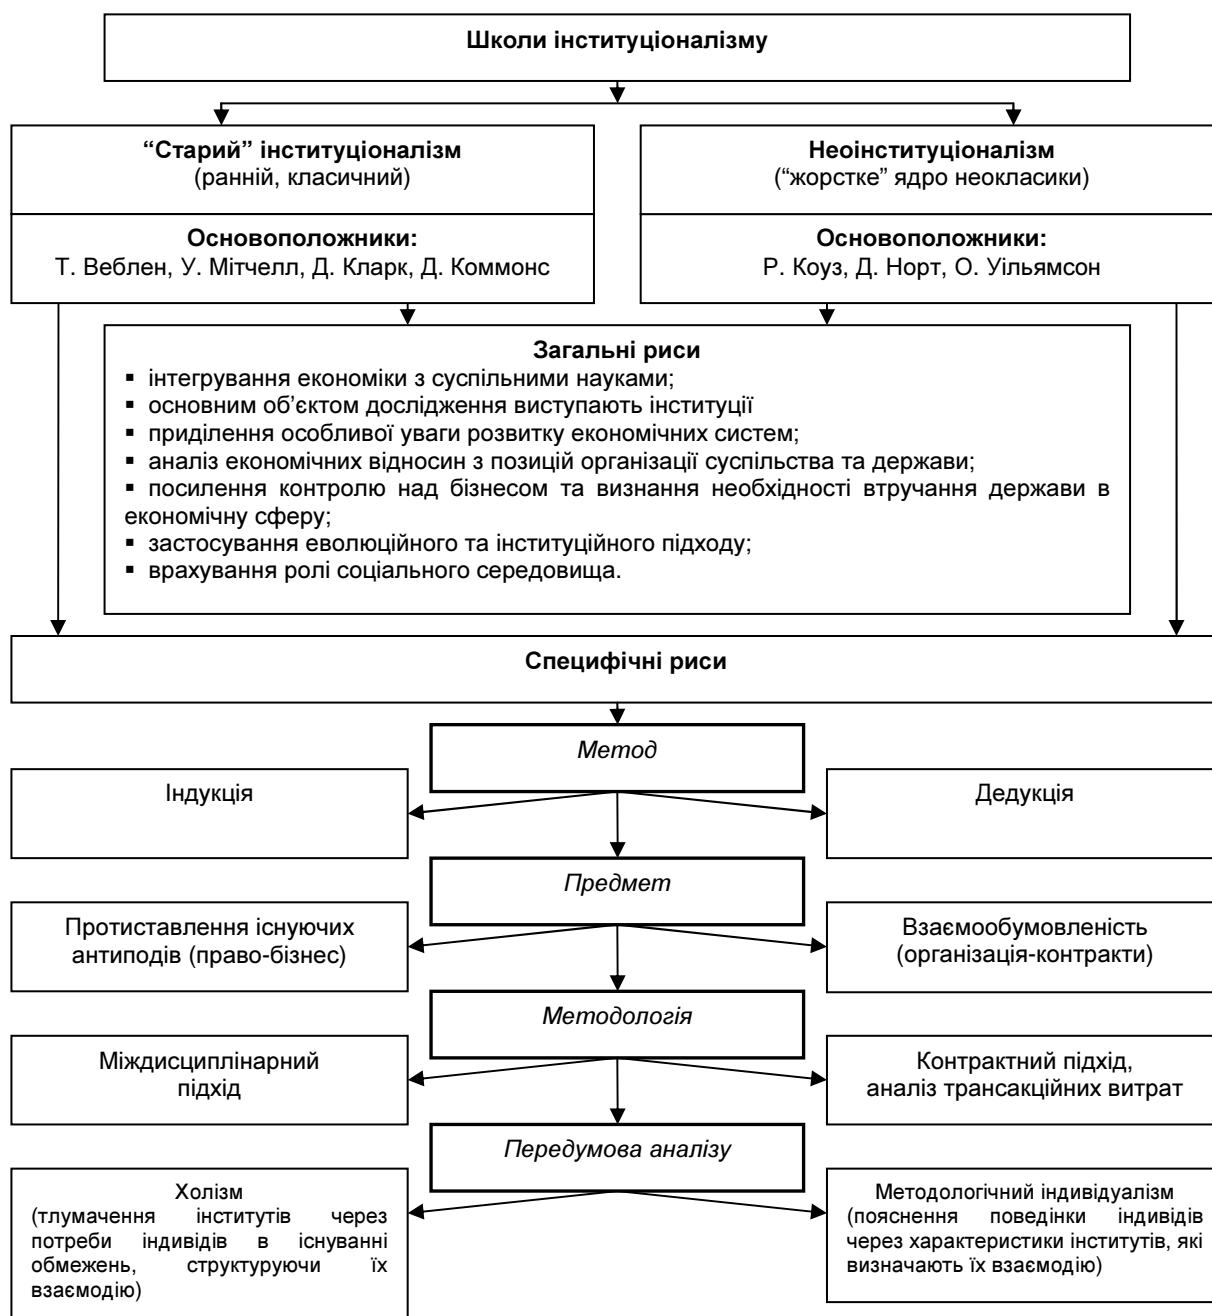 Школи інституціоналізму
“Старий” інституціоналізм
(ранній, класичний)
Неоінституціоналізм
(“жорстке” ядро неокласики)
Основоположники:
Т. Веблен, У. Мітчелл, Д. Кларк, Д. Коммонс
Основоположники:
Р. Коуз, Д. Норт, О. Уільямсон
Загальні риси
▪ інтегрування економіки з суспільними науками;
▪ основним об’єктом дослідження виступають інституції
▪ приділення особливої уваги розвитку економічних систем;
▪ аналіз економічних відносин з позицій організації суспільства та держави;
▪ посилення контролю над бізнесом та визнання необхідності втручання держави в
економічну сферу;
▪ застосування еволюційного та інституційного підходу;
▪ врахування ролі соціального середовища.
Специфічні риси
Метод
Індукція
Дедукція
Предмет
Протиставлення існуючих
антиподів (право-бізнес)
Взаємообумовленість
(організація-контракти)
Методологія
Міждисциплінарний
підхід
Контрактний підхід,
аналіз трансакційних витрат
Передумова аналізу
Холізм
(тлумачення інститутів через
потреби індивідів в існуванні
обмежень, структуруючи їх
взаємодію)
Методологічний індивідуалізм
(пояснення поведінки індивідів
через характеристики інститутів, які
визначають їх взаємодію)